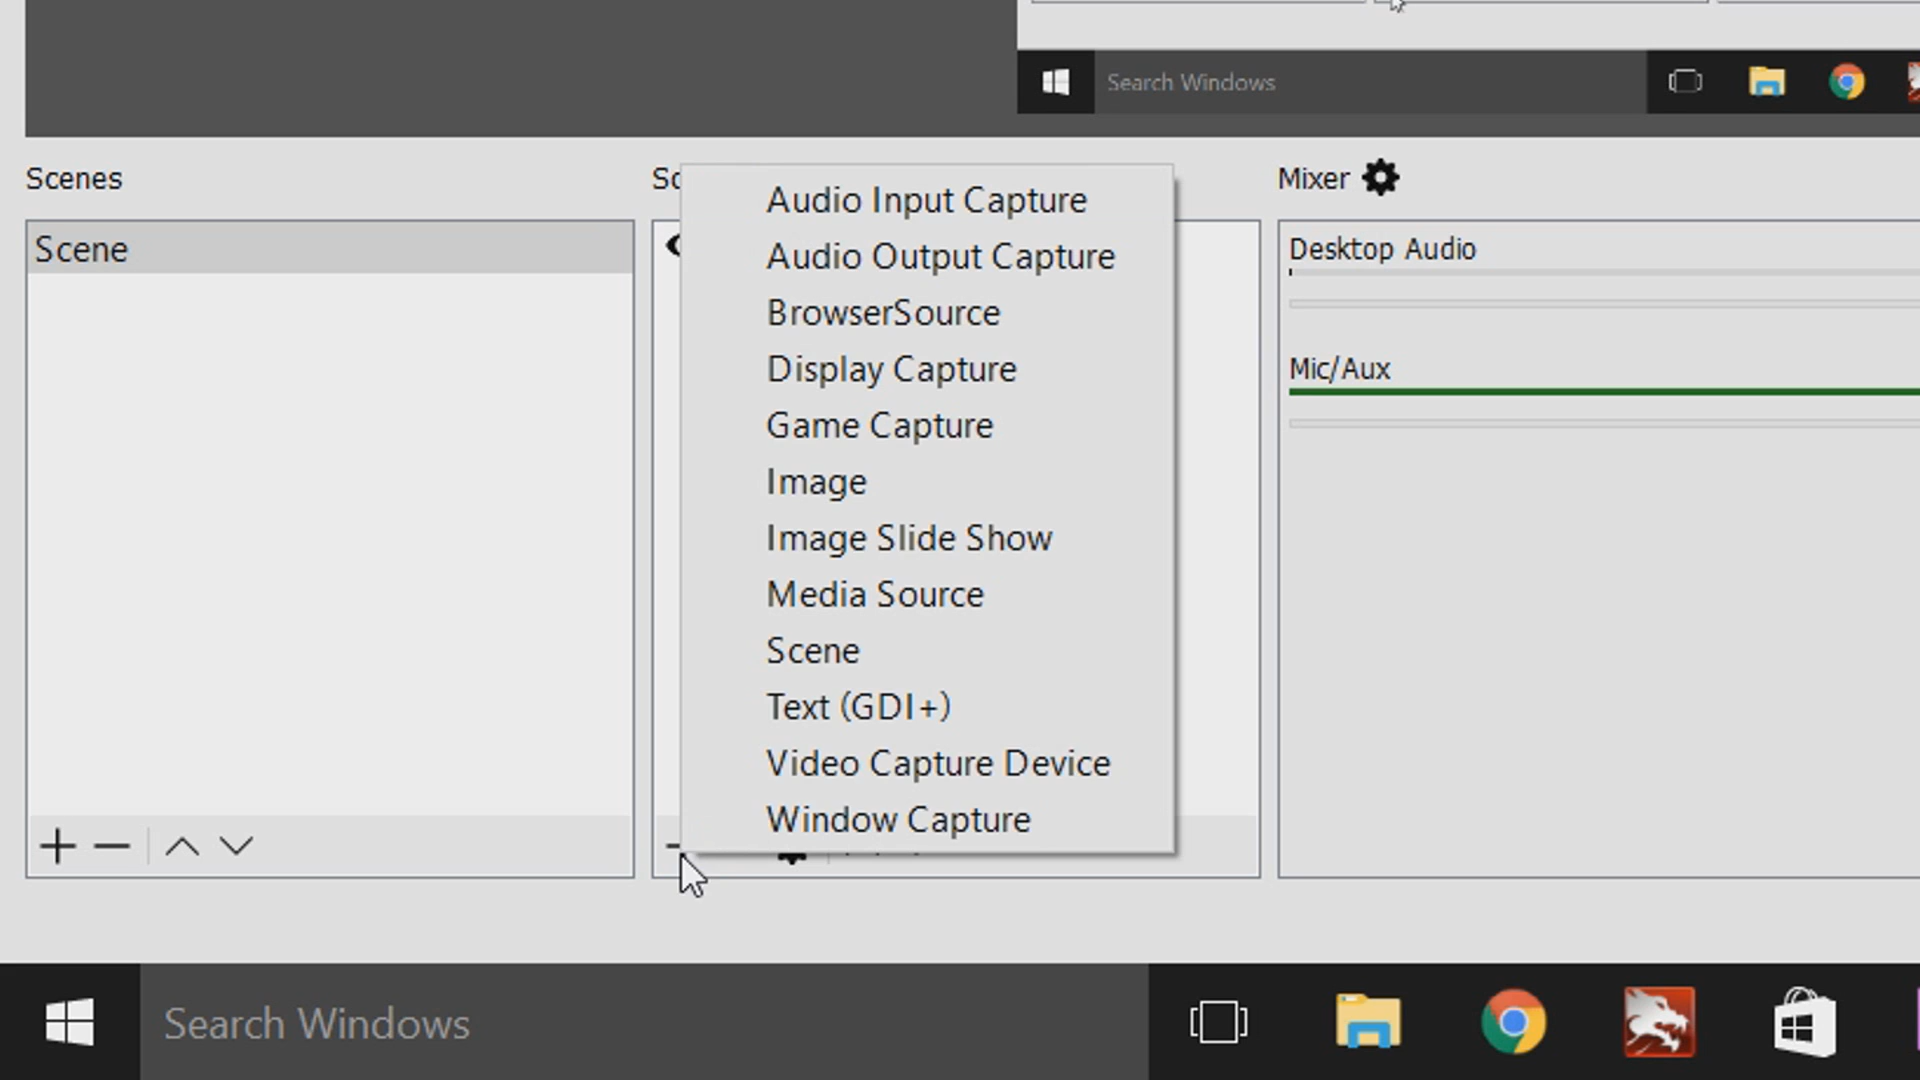 Search Windows
Scenes
Mixer
Scene
Audio Input Capture
Audio Output Capture
BrowserSource
Display Capture
Game Capture
Image
Image Slide Show
Media Source
Scene
Text (GDI+)
Video Capture Device
Window Capture
Desktop Audio
Mic/Aux
Search Windows